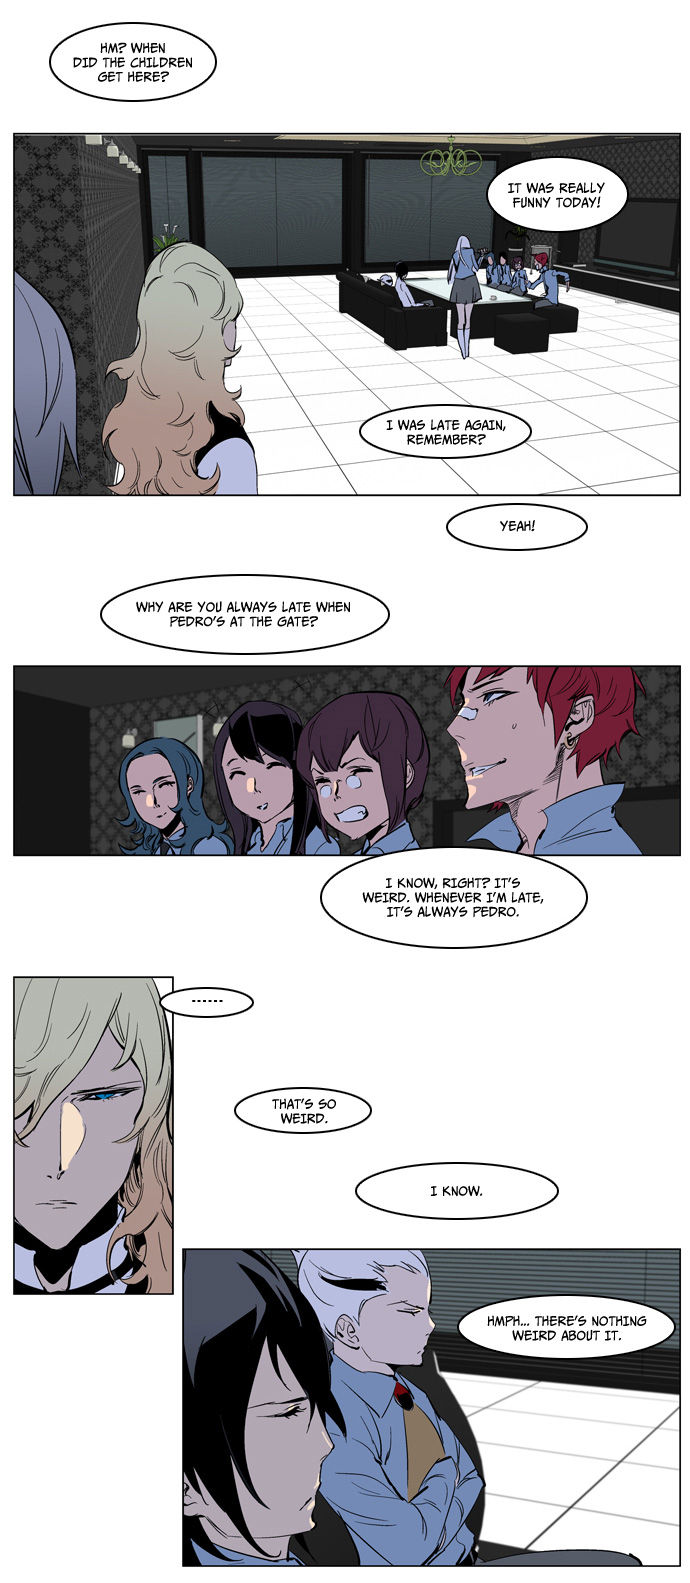 HM? WHEN
DID THE CHILDREN
GET HERE?
IT WAS REALLY
FUNNY TODAY!
I WAS LATE AGAIN,
REMEMBER?
YEAH!
WHY ARE YOU ALWAYS LATE WHEN
PEDRO'S AT THE GATE?
I KNOW, RIGHT? IT'S
WEIRD. WHENEVER I'M LATE,
IT'S ALWAYS PEDRO.
------
THAT'S SO
WEIRD.
I KNOW.
HMPH... THERE'S NOTHING
WEIRD ABOUT IT.